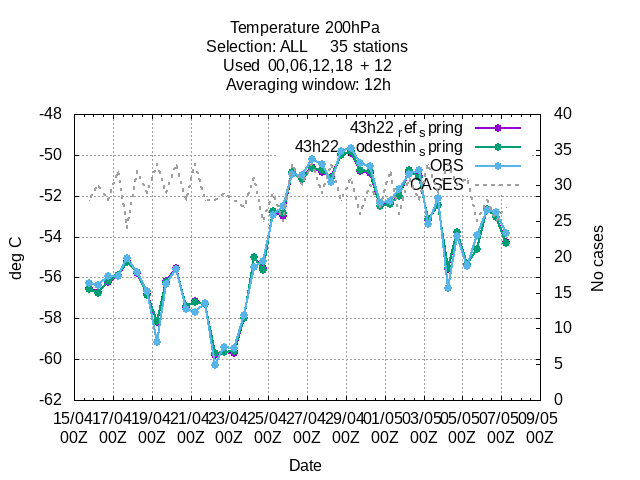 Temperature 200hPa
Selection: ALL 35 stations
Used 00,06,12,18 + 12
Averaging window: 12h
43h22_ref_spring
43h22_odesthin_spring
OBS
CASES
-48
-50
-52
-54
-56
-58
-60
-62
deg C
40
35
30
25
20
15
10
5
0
No cases
15/04 17/04 19/04 21/04 23/04 25/04 27/04 29/04 01/05 03/05 05/05 07/05 09/05
00Z 00Z 00Z 00Z 00Z 00Z 00Z 00Z 00Z 00Z 00Z 00Z 00Z
Date